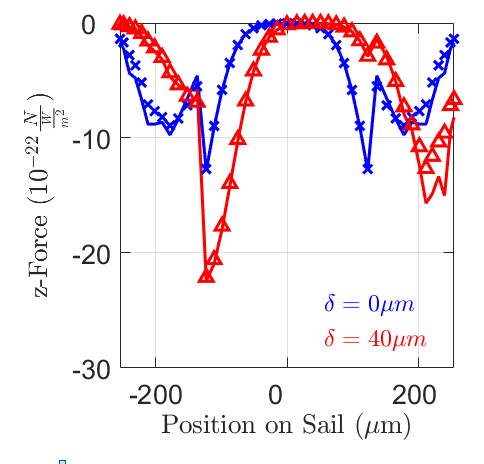 0
-10
-20
-30
z-Force (10⁻²² N/W/m²)
δ = 0μm
δ = 40μm
-200 0 200
Position on Sail (μm)